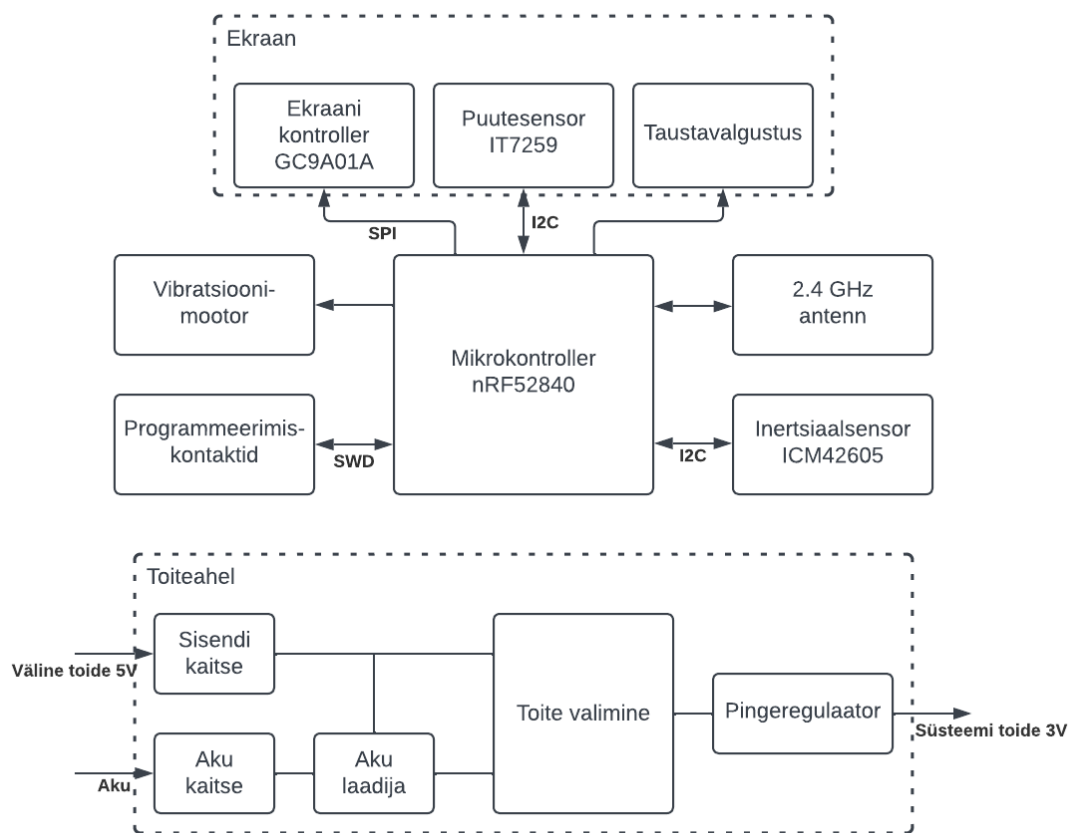 Ekraan
Ekraani
kontroller
GC9A01A
Puutesensor
IT7259
Taustavalgustus
SPI
I2C
Vibratsiooni-
mootor
Mikrokontroller
nRF52840
2.4 GHz
antenn
Programmeerimis-
kontaktid
SWD
I2C
Inertsiaalsensor
ICM42605
Toiteahel
Väline toide 5V
Sisendi
kaitse
Toite valimine
Pingeregulaator
Süsteemi toide 3V
Aku
Aku
kaitse
Aku
laadija